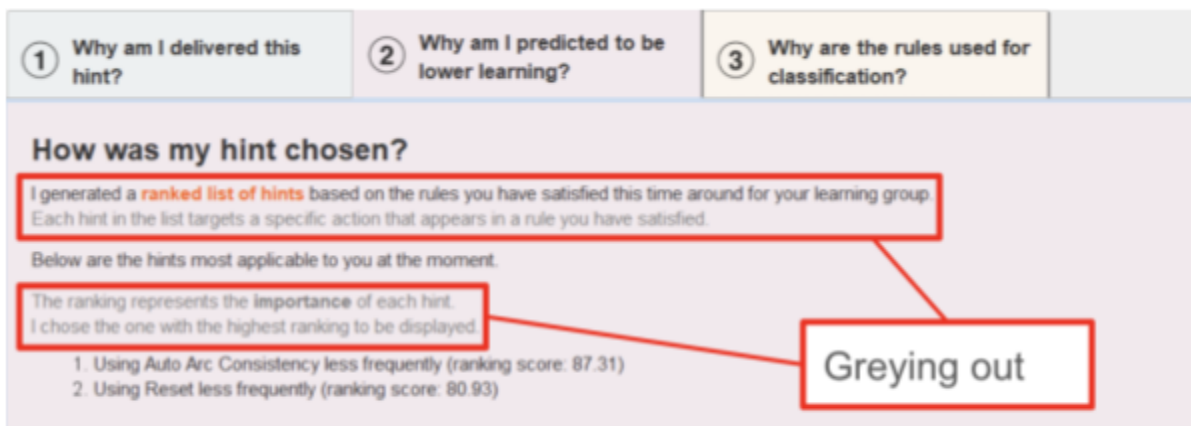 1 Why am I delivered this
hint?
2 Why am I predicted to be
lower learning?
3 Why are the rules used for
classification?
How was my hint chosen?
I generated a ranked list of hints based on the rules you have satisfied this time around for your learning group.
Each hint in the list targets a specific action that appears in a rule you have satisfied.
Below are the hints most applicable to you at the moment.
The ranking represents the importance of each hint.
I chose the one with the highest ranking to be displayed.
1. Using Auto Arc Consistency less frequently (ranking score: 87.31)
2. Using Reset less frequently (ranking score: 80.93)
Greying out